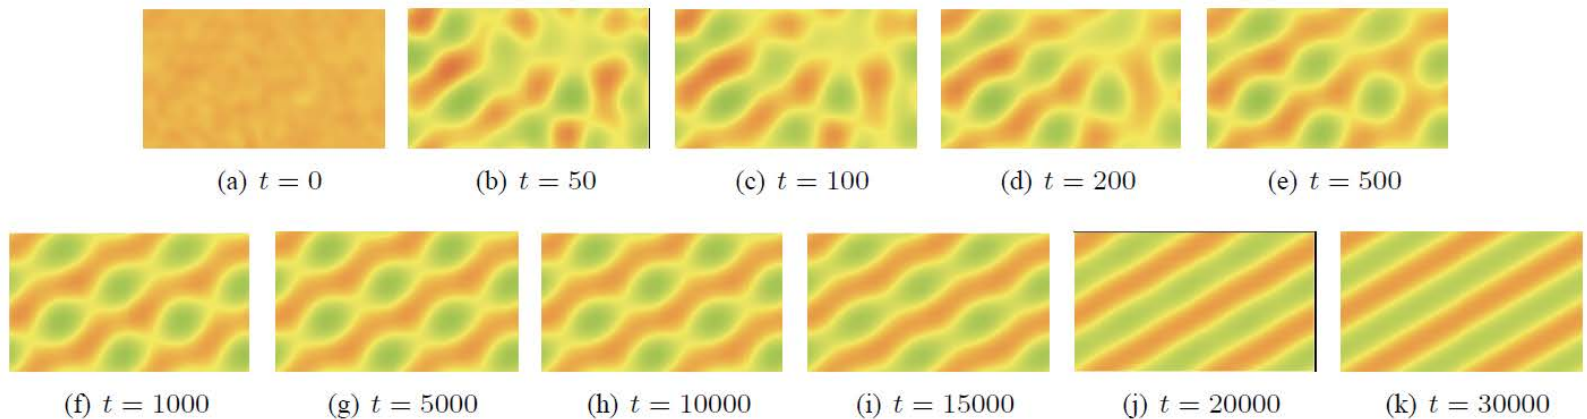 (a) t = 0
(b) t = 50
(c) t = 100
(d) t = 200
(e) t = 500
(f) t = 1000
(g) t = 5000
(h) t = 10000
(i) t = 15000
(j) t = 20000
(k) t = 30000